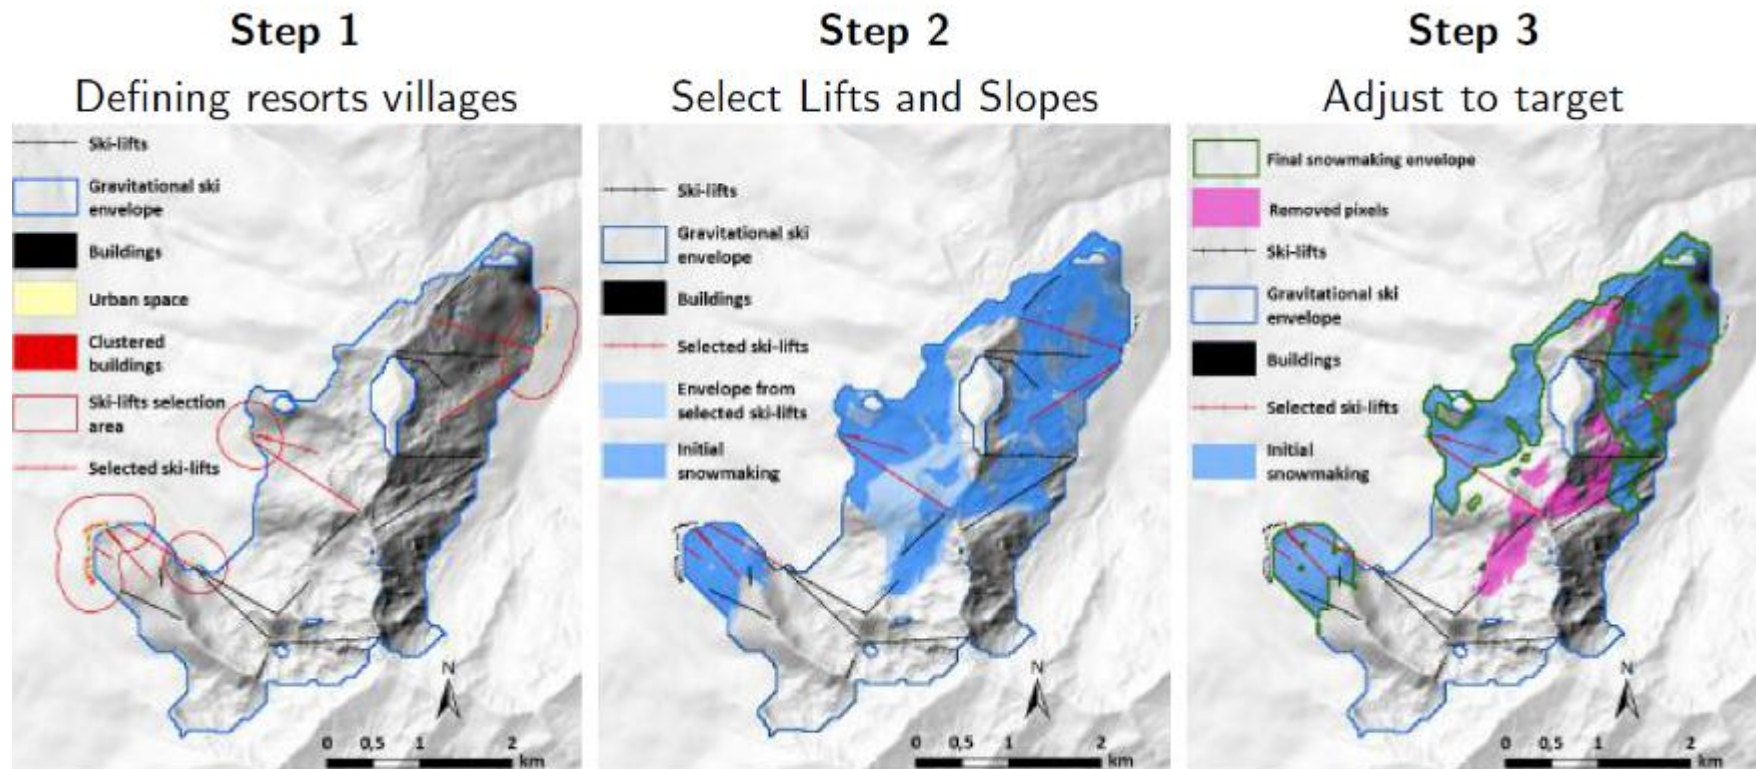 Step 1
Defining resorts villages
Ski-lifts
Gravitational ski
envelope
Buildings
Urban space
Clustered
buildings
Ski-lifts selection
area
Selected ski-lifts
N
0 0,5 1 2
km
Step 2
Select Lifts and Slopes
Ski-lifts
Gravitational ski
envelope
Buildings
Selected ski-lifts
Envelope from
selected ski-lifts
Initial
snowmaking
N
0 0,5 1 2
km
Step 3
Adjust to target
Final snowmaking envelope
Removed pixels
Ski-lifts
Gravitational ski
envelope
Buildings
Selected ski-lifts
Initial
snowmaking
N
0 0,5 1 2
km